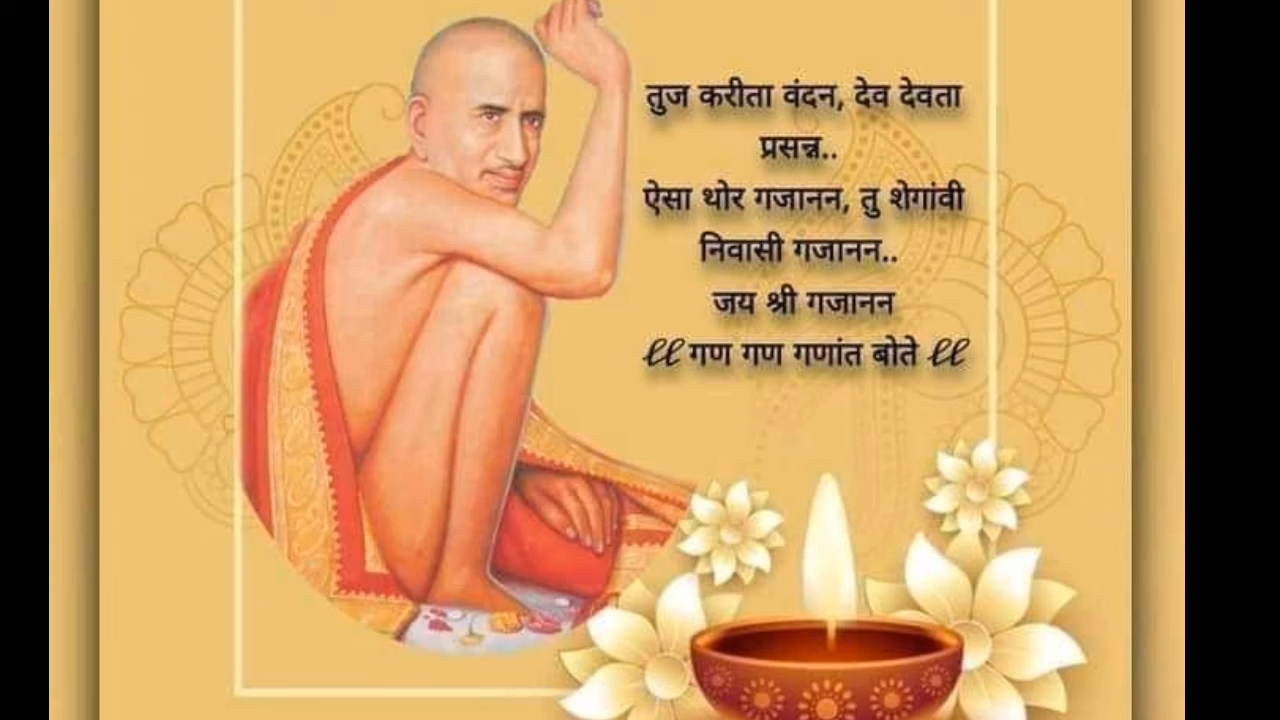 तुज करीता वंदन, देव देवता
प्रसन्न..
ऐसा थोर गजानन, तु शेगांवी
निवासी गजानन..
जय श्री गजानन
ℓℓ गण गण गणांत बोते ℓℓ